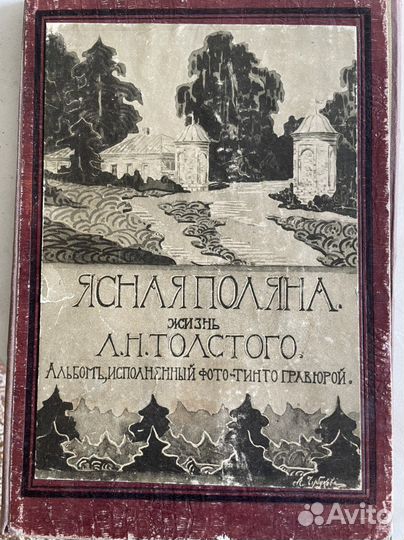 ЯСНАЯ ПОЛЯНА.
ЖИЗНЬ
Л.Н.ТОЛСТОГО.
АЛЬБОМЪ, ИСПОЛНЕННЫЙ ФОТО-ТИНТО ГРАВЮРОЙ.
Avito